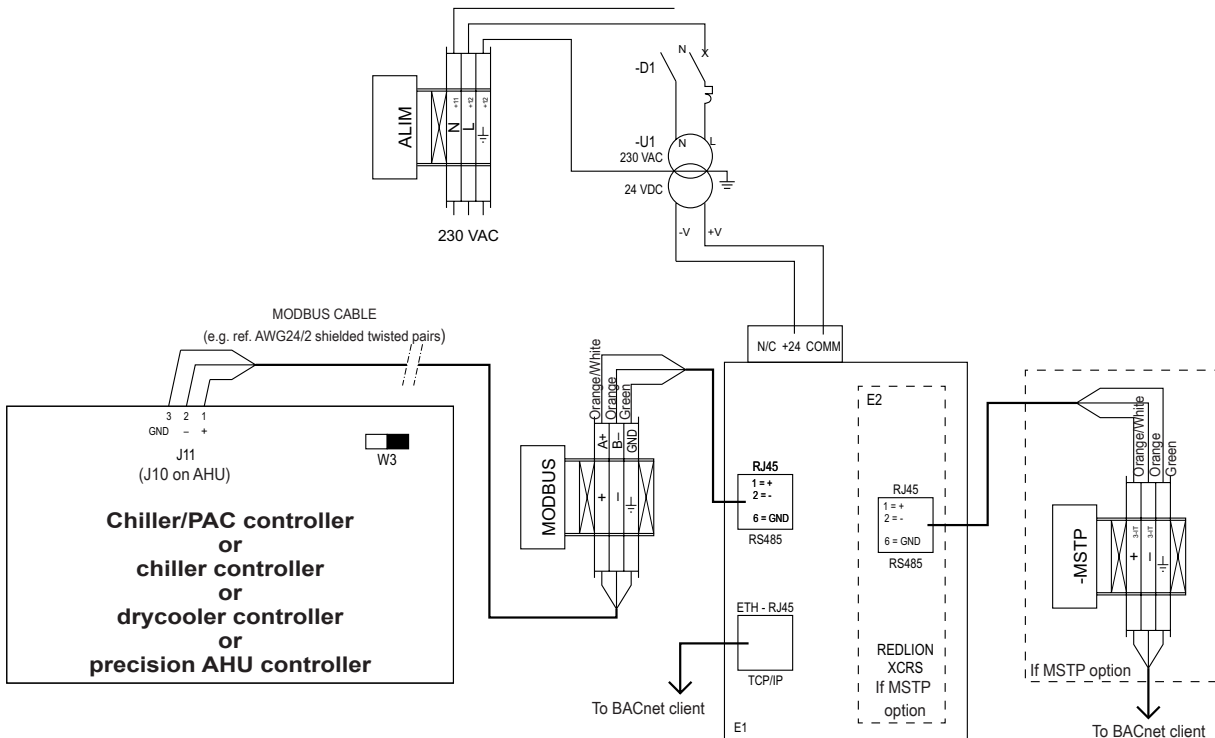 N
X
-D1
ALIM
+11
+12
+12
N
L
-U1
N
L
230 VAC
24 VDC
-V
+V
230 VAC
MODBUS CABLE
(e.g. ref. AWG24/2 shielded twisted pairs)
N/C +24 COMM
3 2 1
GND – +
J11
(J10 on AHU)
W3
Chiller/PAC controller
or
chiller controller
or
drycooler controller
or
precision AHU controller
Orange/White
Orange
Green
A+
B–
GND
MODBUS
+
–
RJ45
1 = +
2 = -
6 = GND
RS485
ETH - RJ45
TCP/IP
To BACnet client
E1
E2
RJ45
1 = +
2 = -
6 = GND
RS485
REDLION
XCRS
If MSTP
option
Orange/White
Orange
Green
-MSTP
3-IT
3-IT
+
–
If MSTP option
To BACnet client